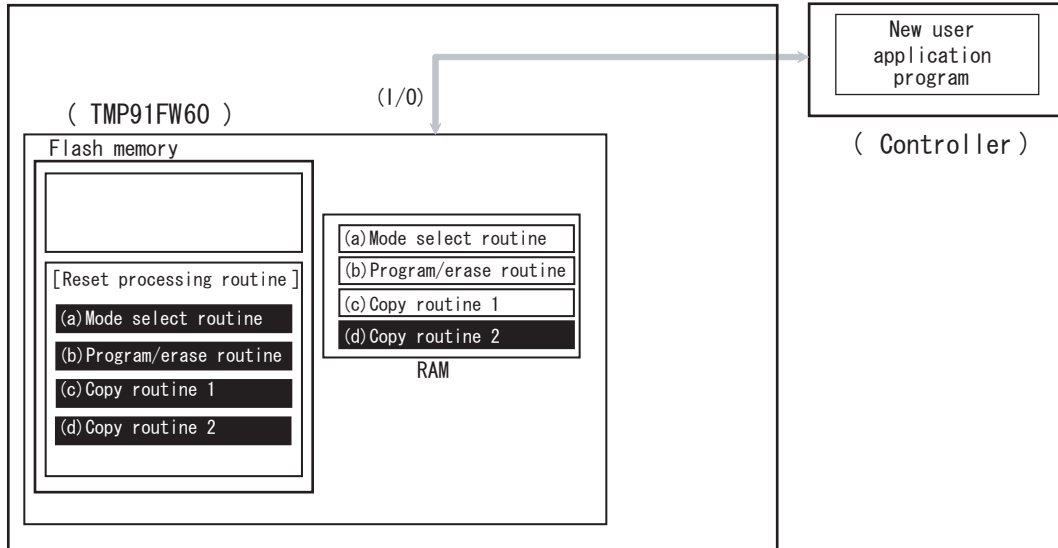 New user
application
program
(I/O)
( TMP91FW60 )
( Controller )
Flash memory
[Reset processing routine]
(a)Mode select routine
(b)Program/erase routine
(c)Copy routine 1
(d)Copy routine 2
(a)Mode select routine
(b)Program/erase routine
(c)Copy routine 1
(d)Copy routine 2
RAM